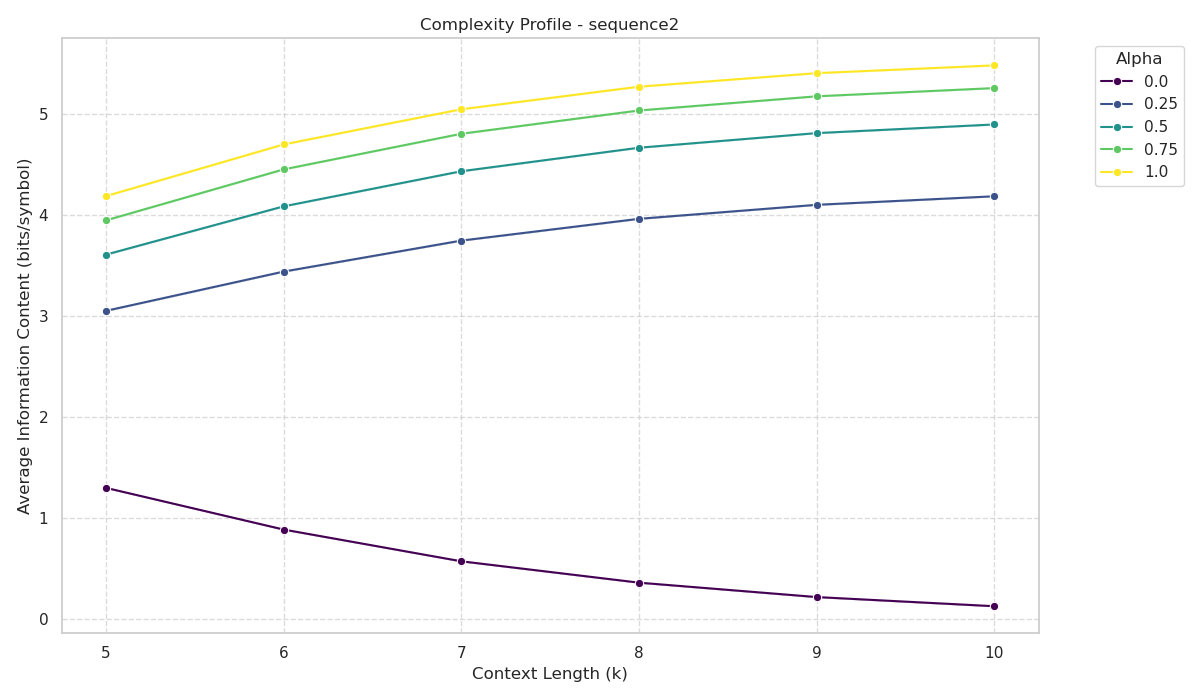 Complexity Profile - sequence2
Average Information Content (bits/symbol)
5
4
3
2
1
0
5 6 7 8 9 10
Context Length (k)
Alpha
0.0
0.25
0.5
0.75
1.0